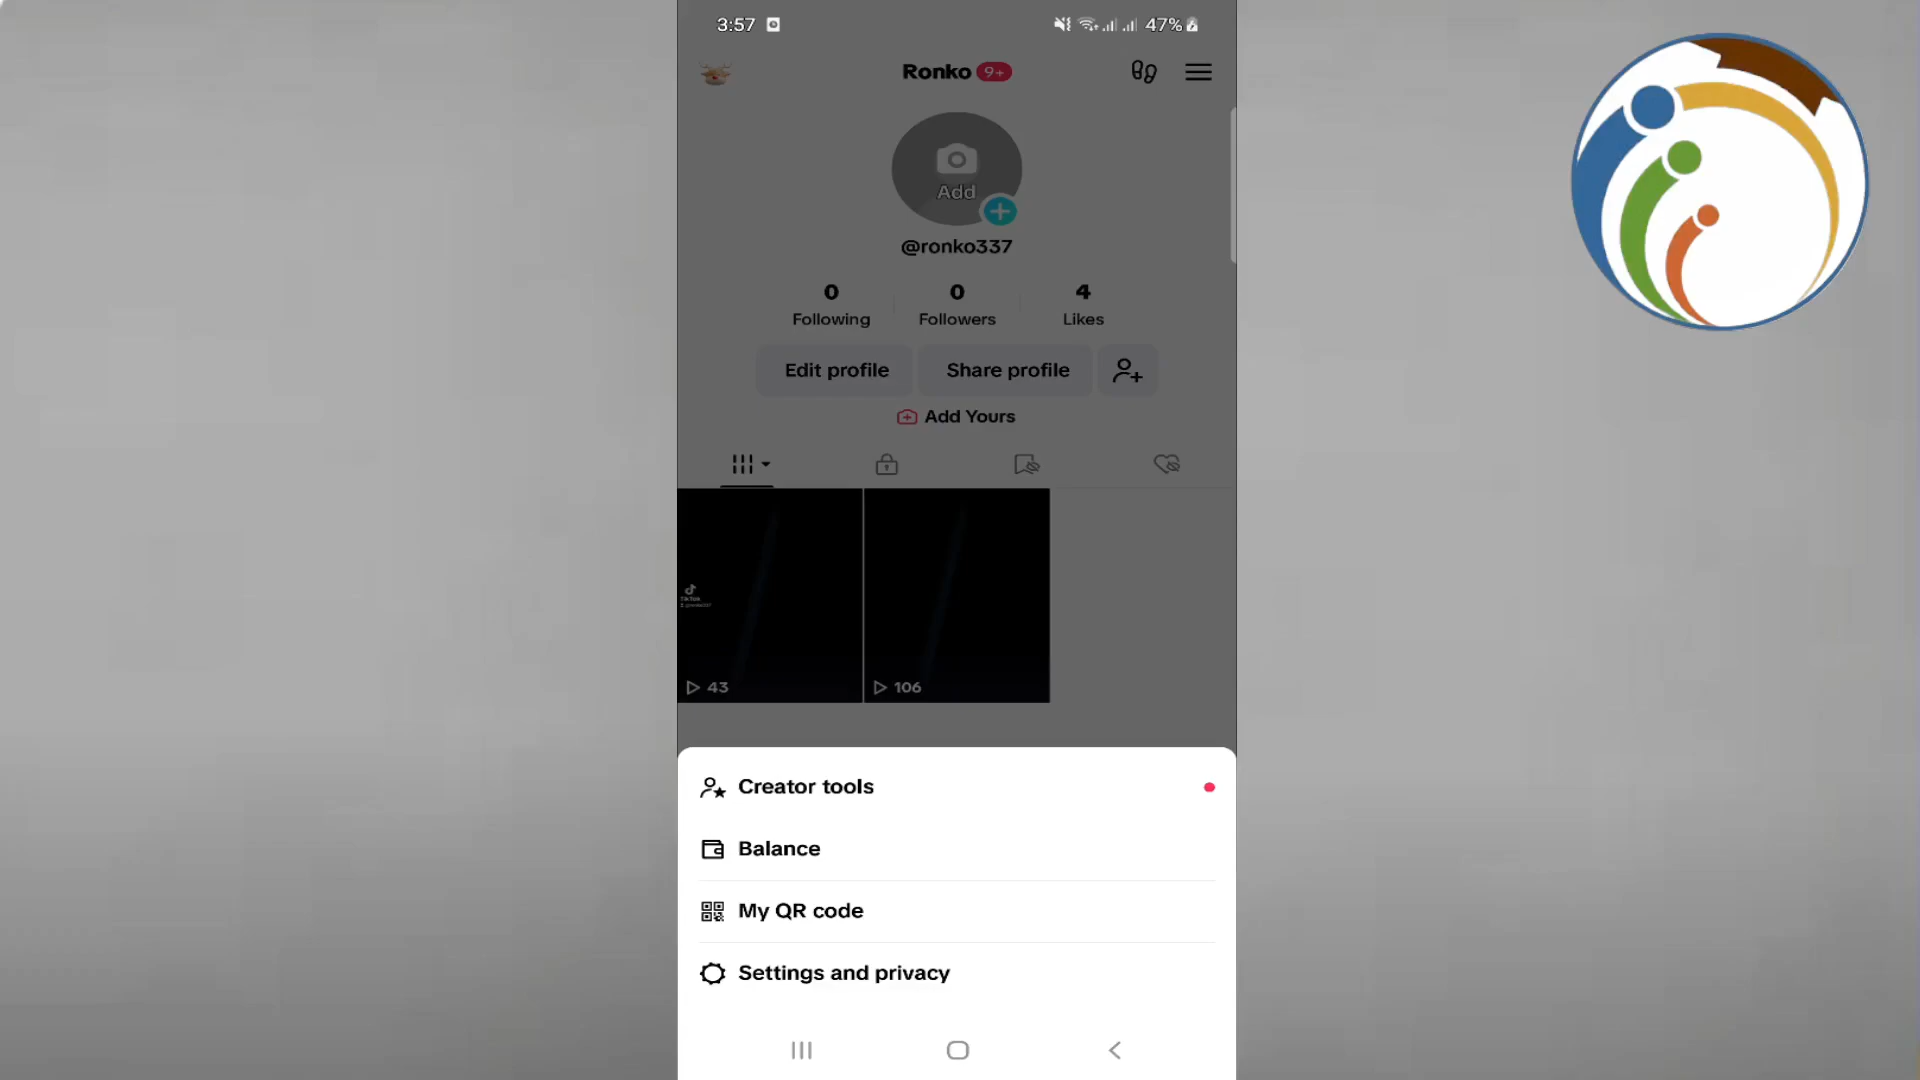 3:57
47%
Ronko 9+
Add
@ronko337
0 0 4
Following Followers Likes
Edit profile Share profile
Add Yours
TikTok
43 106
Creator tools
Balance
My QR code
Settings and privacy